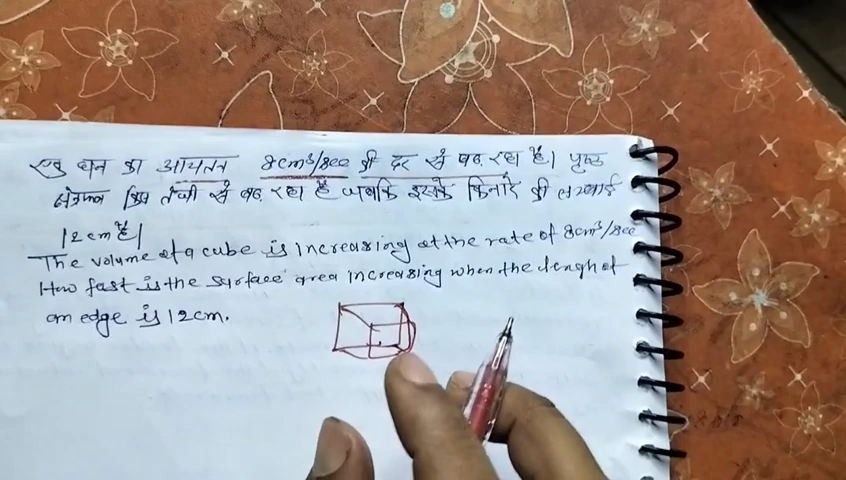 एक घन का आयतन 8cm³/sec की दर से बढ़ रहा है। पृष्ठ
क्षेत्रफल किस तेजी से बढ़ रहा है जबकि इसके किनारे की लम्बाई
12cm है।
The volume of a cube is increasing at the rate of 8cm³/sec
How fast is the surface area increasing when the lengh of
an edge is 12cm.